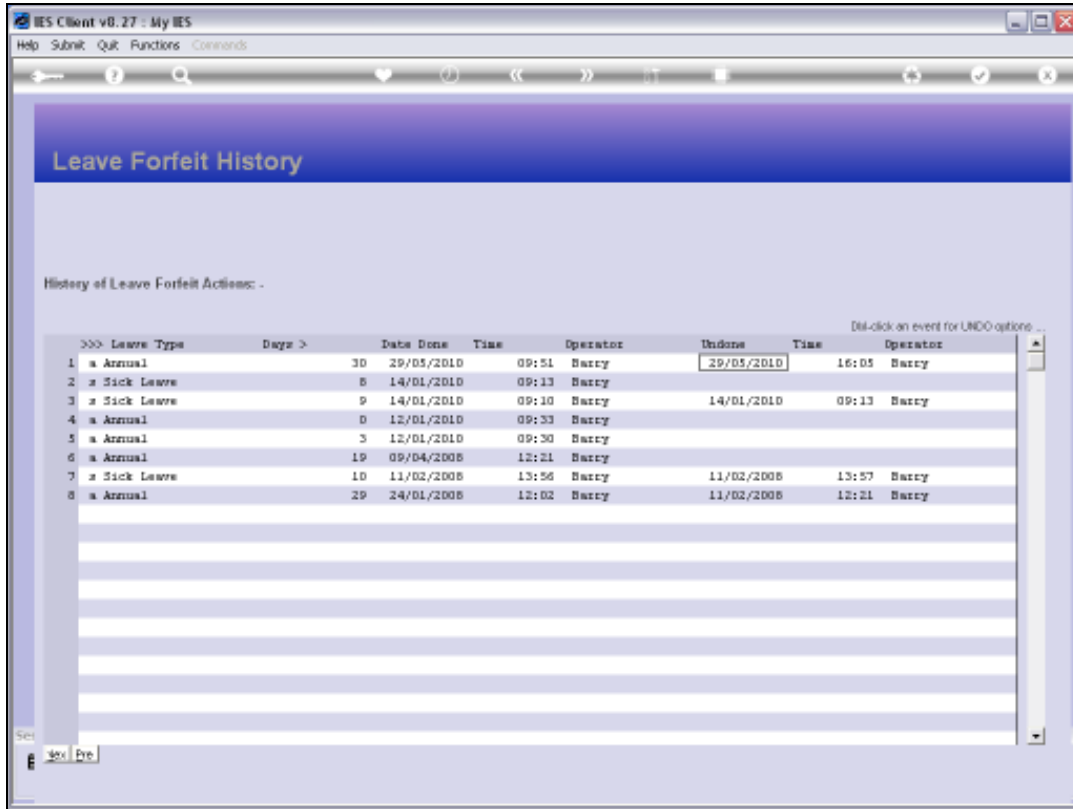 IES Client v8.27 : My IES
Help Submit Quit Functions Commands
Leave Forfeit History
History of Leave Forfeit Actions: -
Dbl-click an event for UNDO options ...
>>> Leave Type Days > Date Done Time Operator Undone Time Operator
1 a Annual 30 29/05/2010 09:51 Barry 29/05/2010 16:05 Barry
2 s Sick Leave 8 14/01/2010 09:13 Barry
3 s Sick Leave 9 14/01/2010 09:10 Barry 14/01/2010 09:13 Barry
4 a Annual 0 12/01/2010 09:33 Barry
5 a Annual 3 12/01/2010 09:30 Barry
6 a Annual 19 09/04/2008 12:21 Barry
7 s Sick Leave 10 11/02/2008 13:56 Barry 11/02/2008 13:57 Barry
8 a Annual 29 24/01/2008 12:02 Barry 11/02/2008 12:21 Barry
Nex Pre